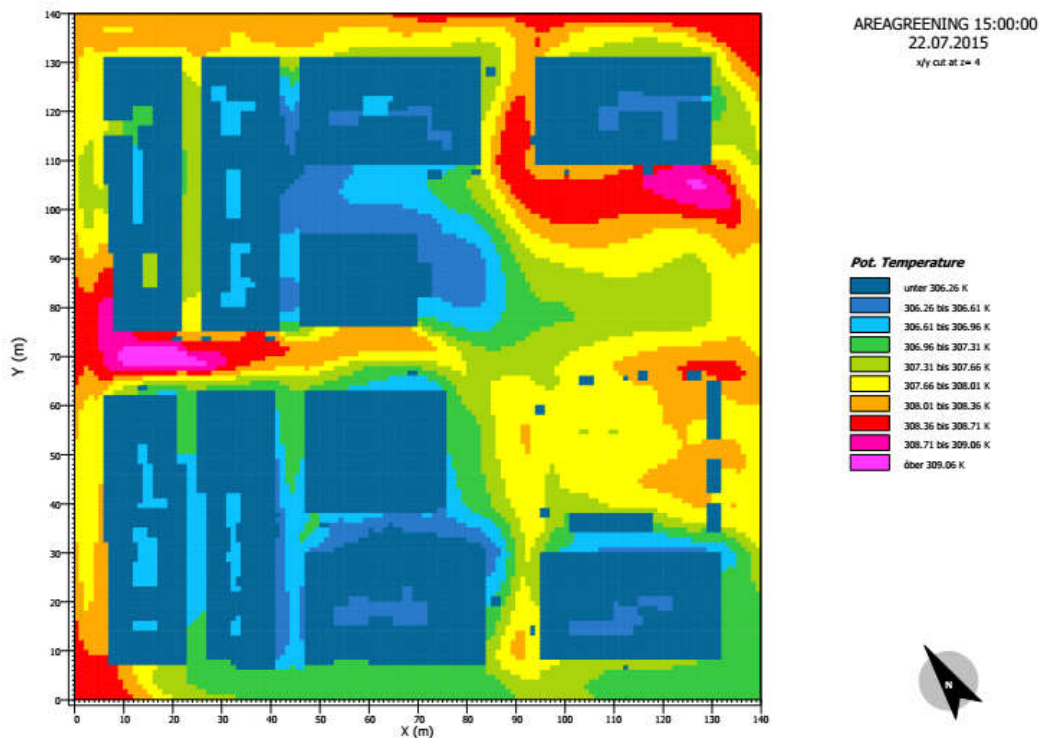 AREAGREENING 15:00:00
22.07.2015
x/y cut at z= 4
140
130
120
110
100
90
80
70
60
50
40
30
20
10
0
Y (m)
0 10 20 30 40 50 60 70 80 90 100 110 120 130 140
X (m)
Pot. Temperature
unter 306.26 K
306.26 bis 306.61 K
306.61 bis 306.96 K
306.96 bis 307.31 K
307.31 bis 307.66 K
307.66 bis 308.01 K
308.01 bis 308.36 K
308.36 bis 308.71 K
308.71 bis 309.06 K
öber 309.06 K
N